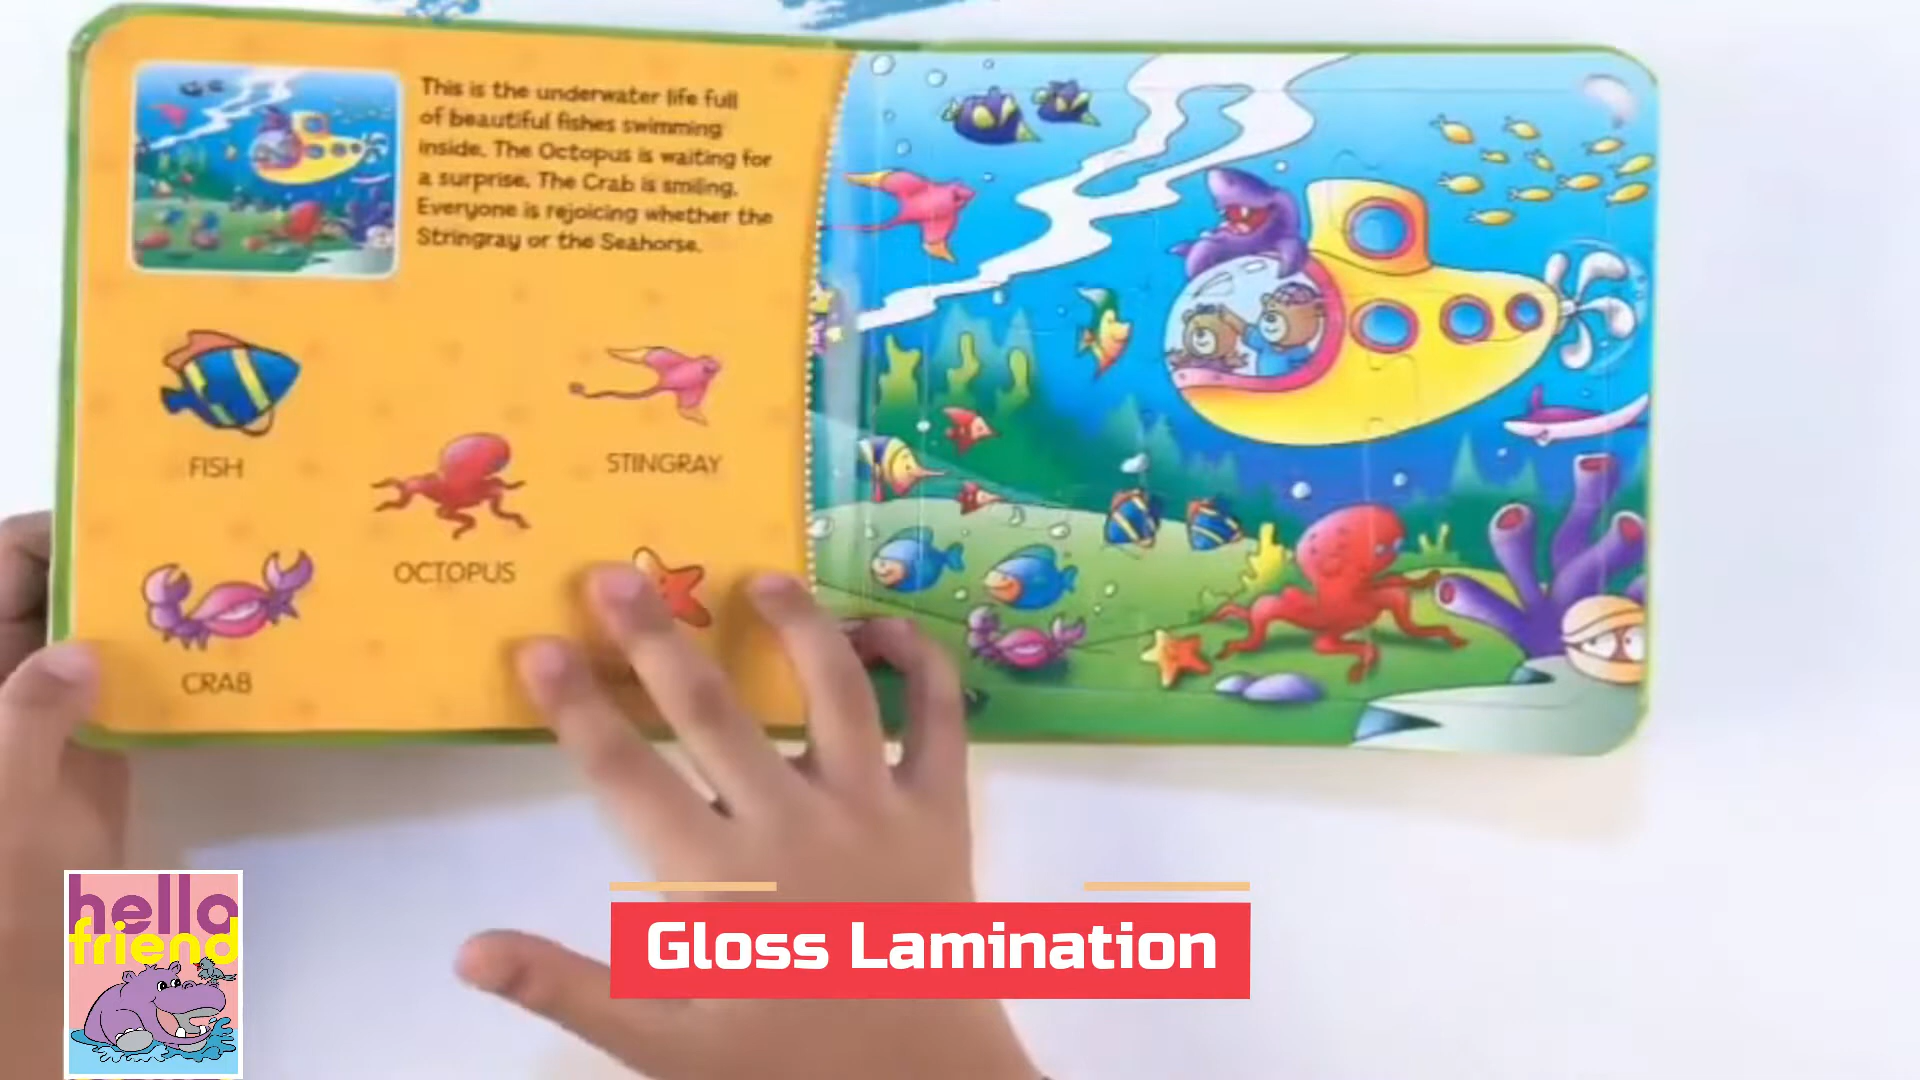 This is the underwater life full
of beautiful fishes swimming
inside. The Octopus is waiting for
a surprise. The Crab is smiling.
Everyone is rejoicing whether the
Stringray or the Seahorse.
FISH
STINGRAY
OCTOPUS
CRAB
hello
friend
Gloss Lamination